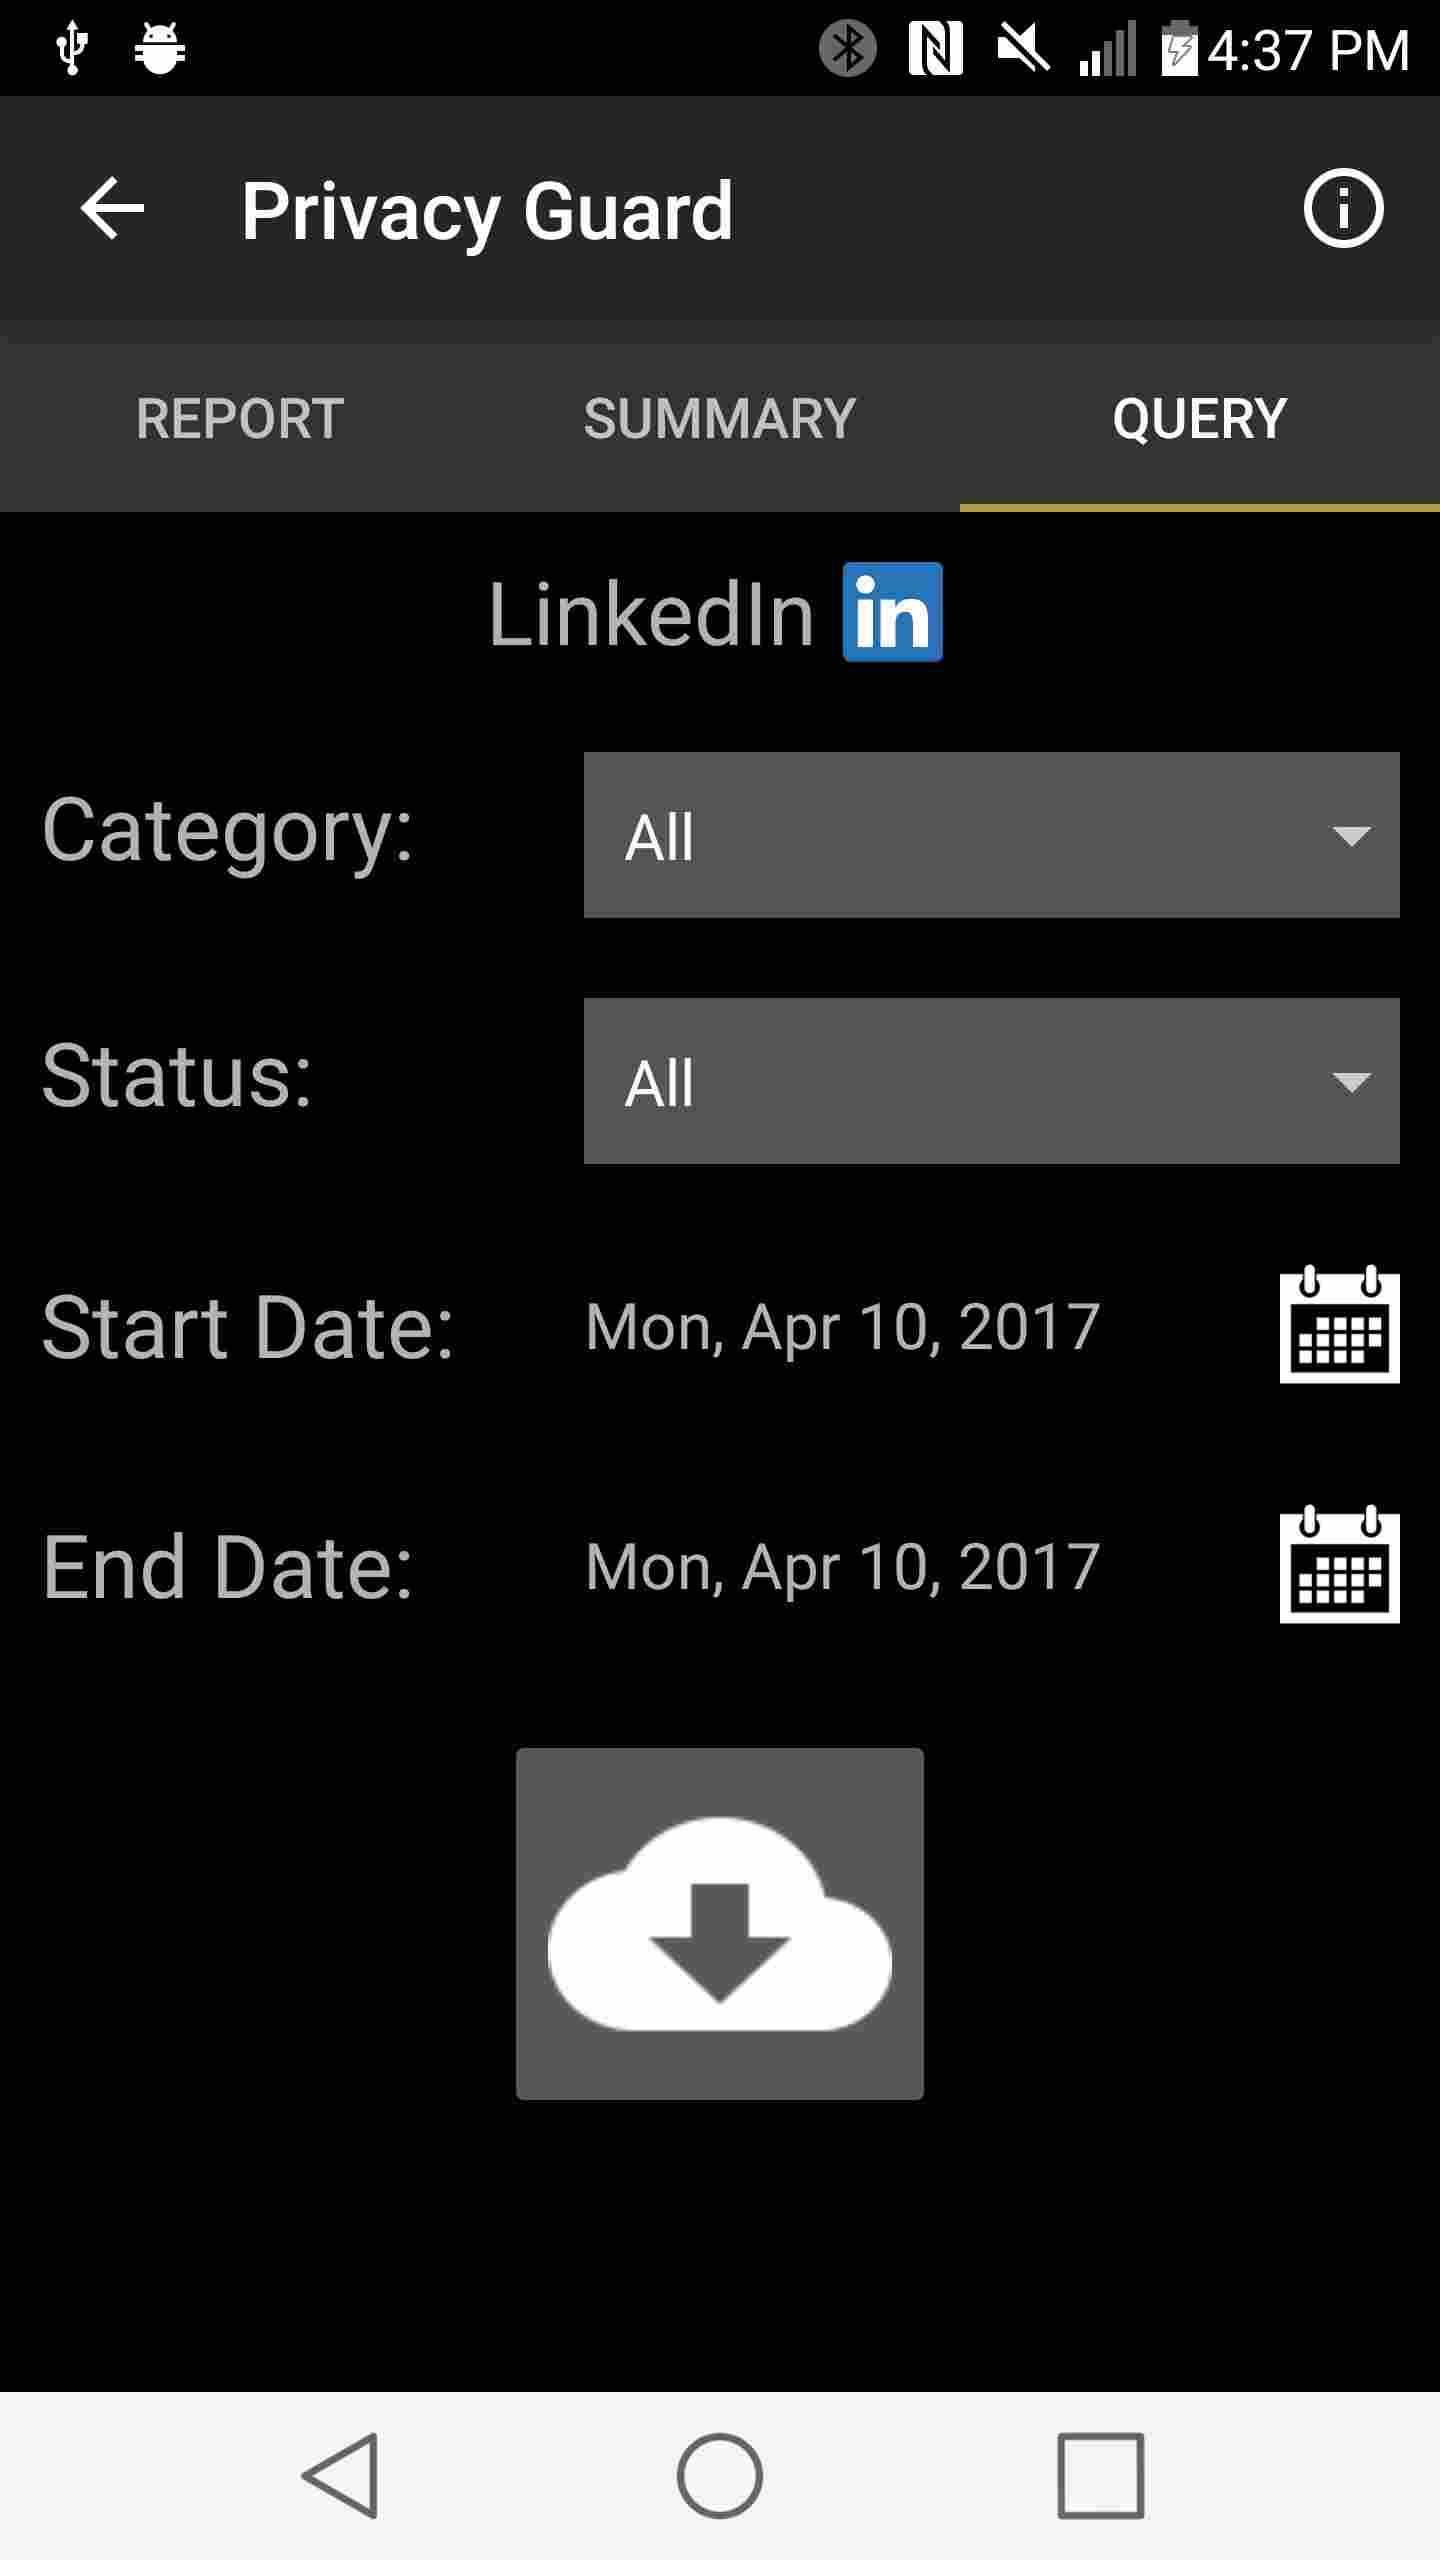 4:37 PM
Privacy Guard
REPORT SUMMARY QUERY
LinkedIn in
Category: All
Status: All
Start Date: Mon, Apr 10, 2017
End Date: Mon, Apr 10, 2017